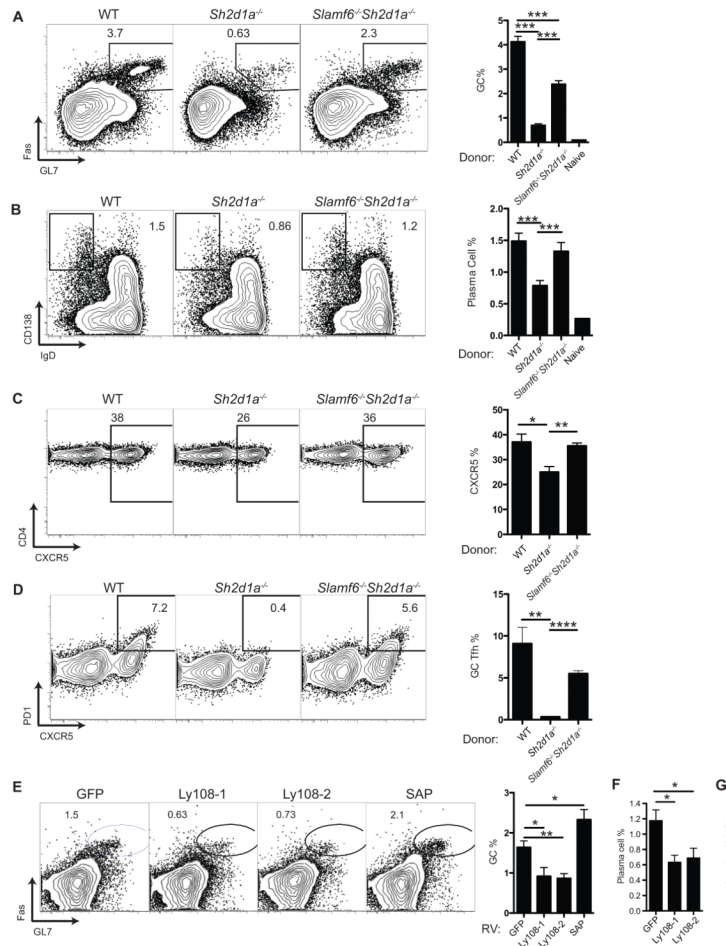 A
WT Sh2d1a-/- Slamf6-/-Sh2d1a-/-
3.7 0.63 2.3
Fas
GL7
GC%
5
4
3
2
1
0
***
*** ***
Donor:
WT Sh2d1a-/- Slamf6-/-Sh2d1a-/- Naive
B
WT Sh2d1a-/- Slamf6-/-Sh2d1a-/-
1.5 0.86 1.2
CD138
IgD
Plasma Cell %
2.0
1.5
1.0
0.5
0.0
*** ***
Donor:
WT Sh2d1a-/- Slamf6-/-Sh2d1a-/- Naive
C
WT Sh2d1a-/- Slamf6-/-Sh2d1a-/-
38 26 36
CD4
CXCR5
CXCR5 %
50
40
30
20
10
0
* **
Donor:
WT Sh2d1a-/- Slamf6-/-Sh2d1a-/-
D
WT Sh2d1a-/- Slamf6-/-Sh2d1a-/-
7.2 0.4 5.6
PD1
CXCR5
GC Tfh %
15
10
5
0
** ****
Donor:
WT Sh2d1a-/- Slamf6-/-Sh2d1a-/-
E
GFP Ly108-1 Ly108-2 SAP
1.5 0.63 0.73 2.1
Fas
GL7
GC %
3
2
1
0
*
*
**
RV:
GFP Ly108-1 Ly108-2 SAP
F
Plasma cell %
1.4
1.2
1.0
0.8
0.6
0.4
0.2
0.0
*
*
GFP Ly108-1 Ly108-2
G